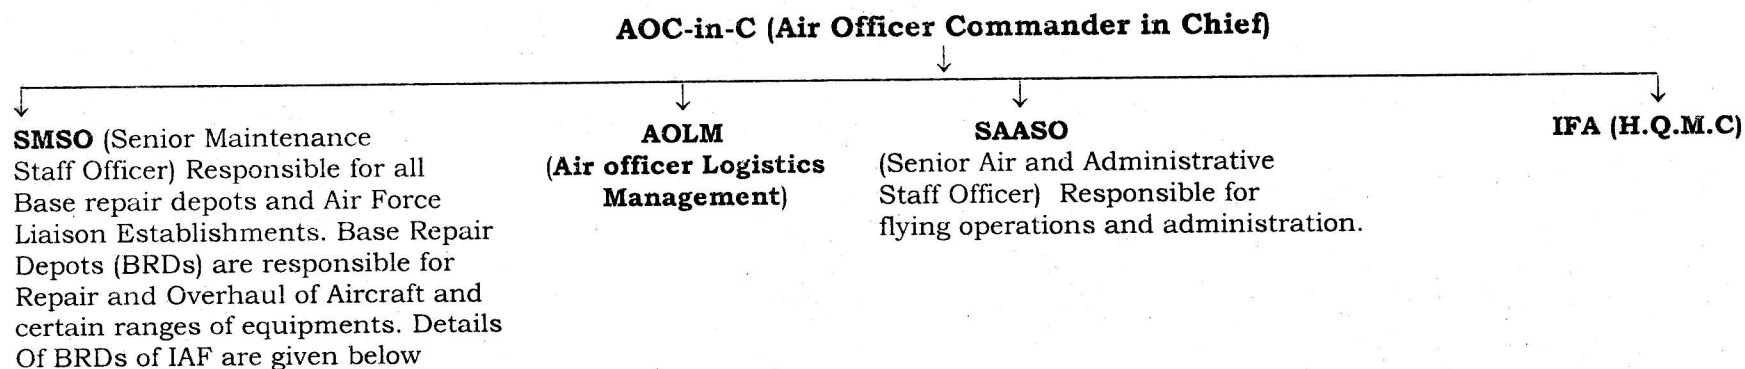 AOC-in-C (Air Officer Commander in Chief)
SMSO (Senior Maintenance
Staff Officer) Responsible for all
Base repair depots and Air Force
Liaison Establishments. Base Repair
Depots (BRDs) are responsible for
Repair and Overhaul of Aircraft and
certain ranges of equipments. Details
Of BRDs of IAF are given below
AOLM
(Air officer Logistics
Management)
SAASO
(Senior Air and Administrative
Staff Officer) Responsible for
flying operations and administration.
IFA (H.Q.M.C)